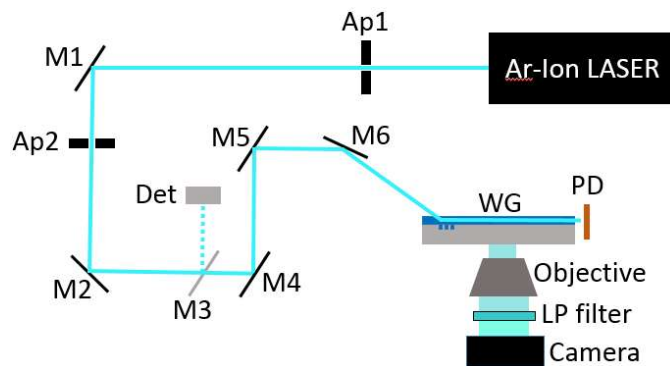 Ap1
M1
Ar-Ion LASER
M5
M6
Ap2
Det
WG
PD
M2
M3
M4
Objective
LP filter
Camera